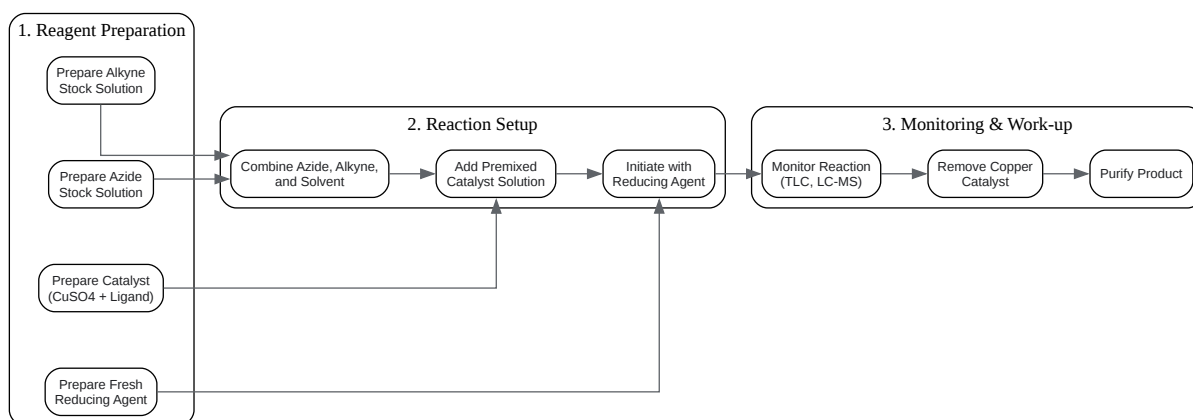 1. Reagent Preparation
Prepare Alkyne
Stock Solution
Prepare Azide
Stock Solution
Prepare Catalyst
(CuSO4 + Ligand)
Prepare Fresh
Reducing Agent
2. Reaction Setup
Combine Azide, Alkyne,
and Solvent
Add Premixed
Catalyst Solution
Initiate with
Reducing Agent
3. Monitoring & Work-up
Monitor Reaction
(TLC, LC-MS)
Remove Copper
Catalyst
Purify Product